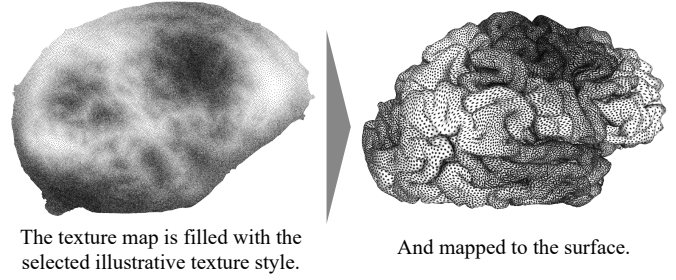 The texture map is filled with the
selected illustrative texture style.
And mapped to the surface.